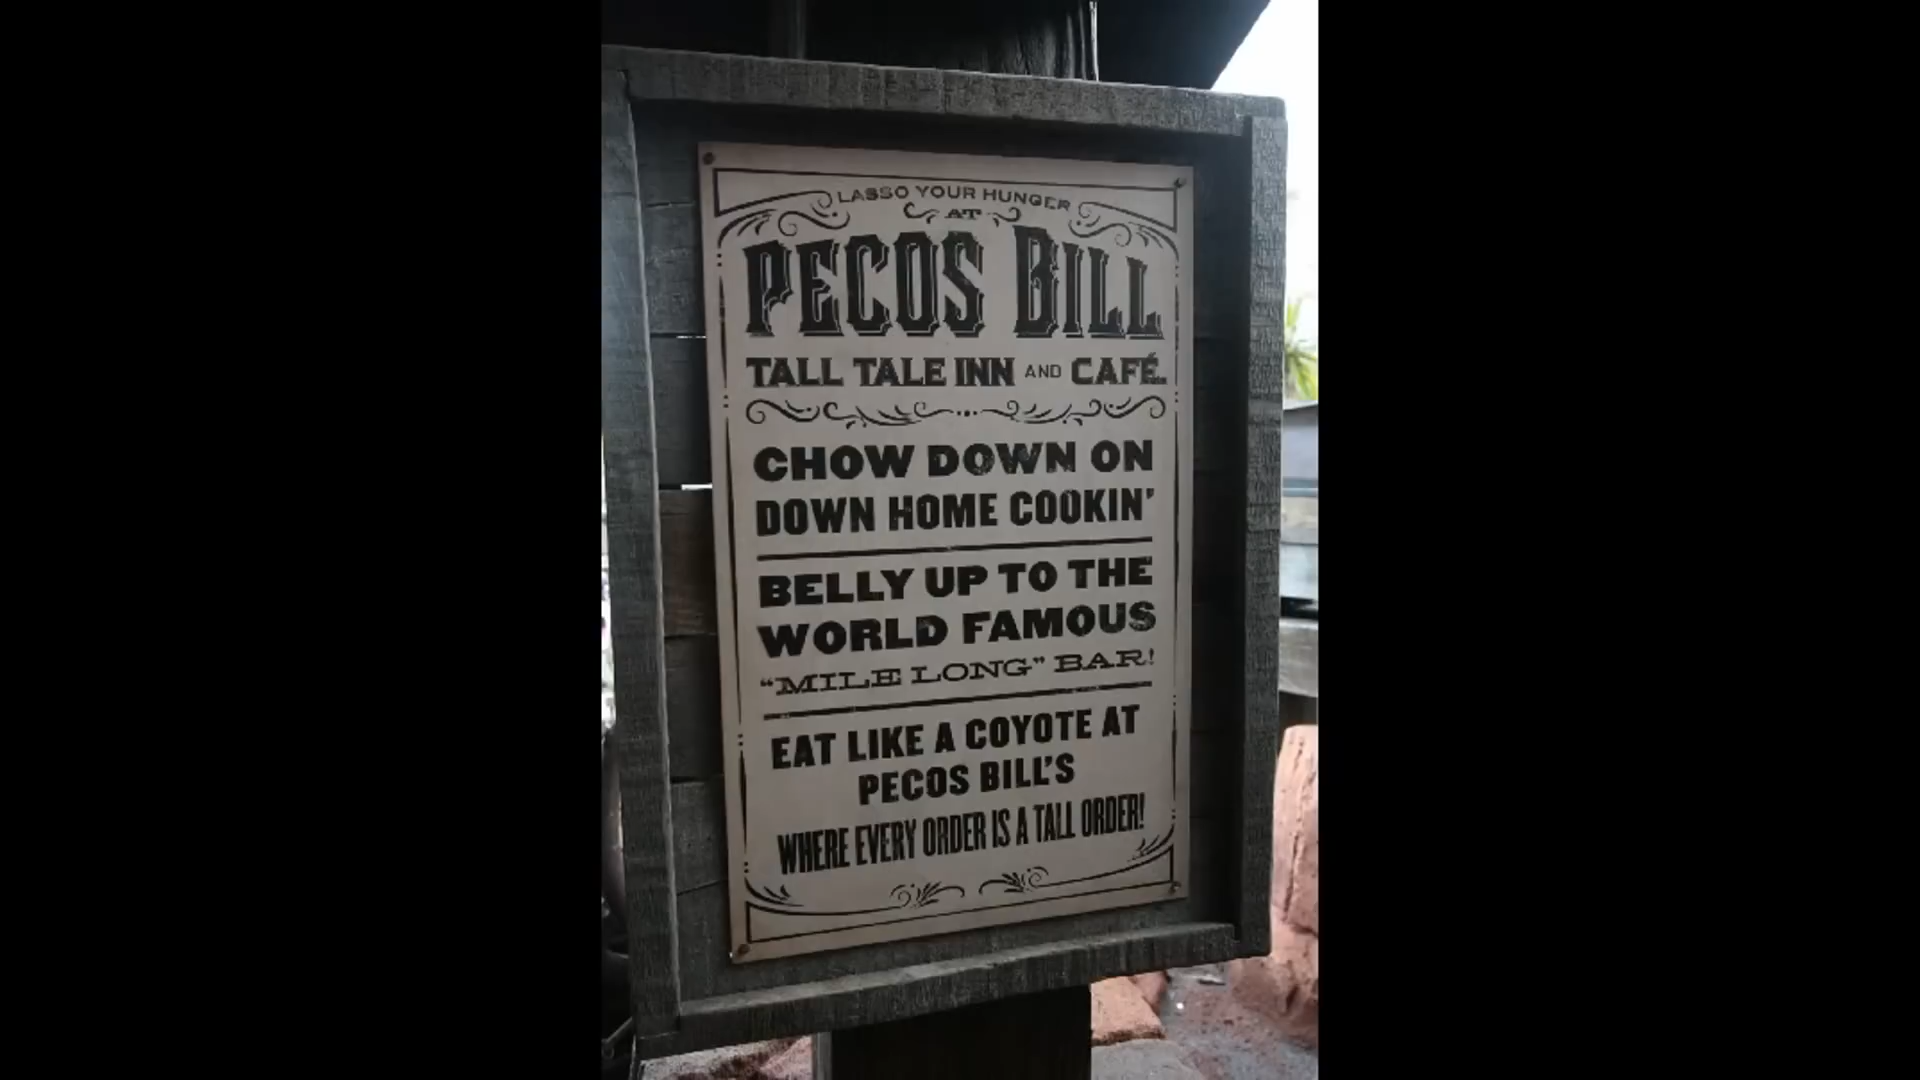 LASSO YOUR HUNGER
AT
PECOS BILL
TALL TALE INN AND CAFÉ.
CHOW DOWN ON
DOWN HOME COOKIN'
BELLY UP TO THE
WORLD FAMOUS
"MILE LONG" BAR!
EAT LIKE A COYOTE AT
PECOS BILL'S
WHERE EVERY ORDER IS A TALL ORDER!